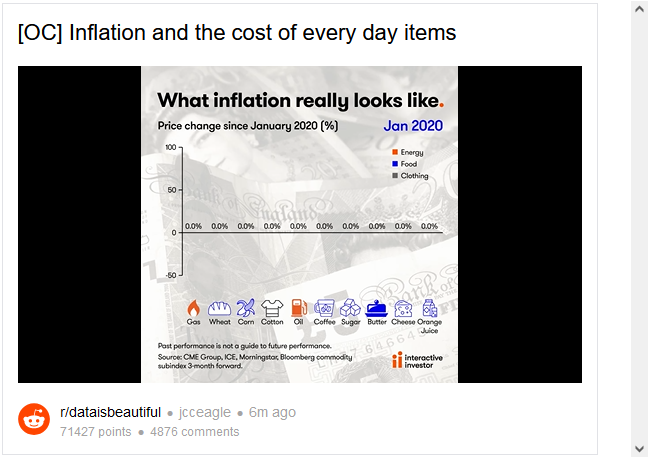 [OC] Inflation and the cost of every day items
What inflation really looks like.
Price change since January 2020 (%)
Jan 2020
100
50
0
-50
Energy
Food
Clothing
0.0% 0.0% 0.0% 0.0% 0.0% 0.0% 0.0% 0.0% 0.0% 0.0%
Gas Wheat Corn Cotton Oil Coffee Sugar Butter Cheese Orange
Juice
Past performance is not a guide to future performance.
Source: CME Group, ICE, Morningstar, Bloomberg commodity
subindex 3-month forward.
interactive
investor
r/dataisbeautiful ● jcceagle ● 6m ago
71427 points ● 4876 comments